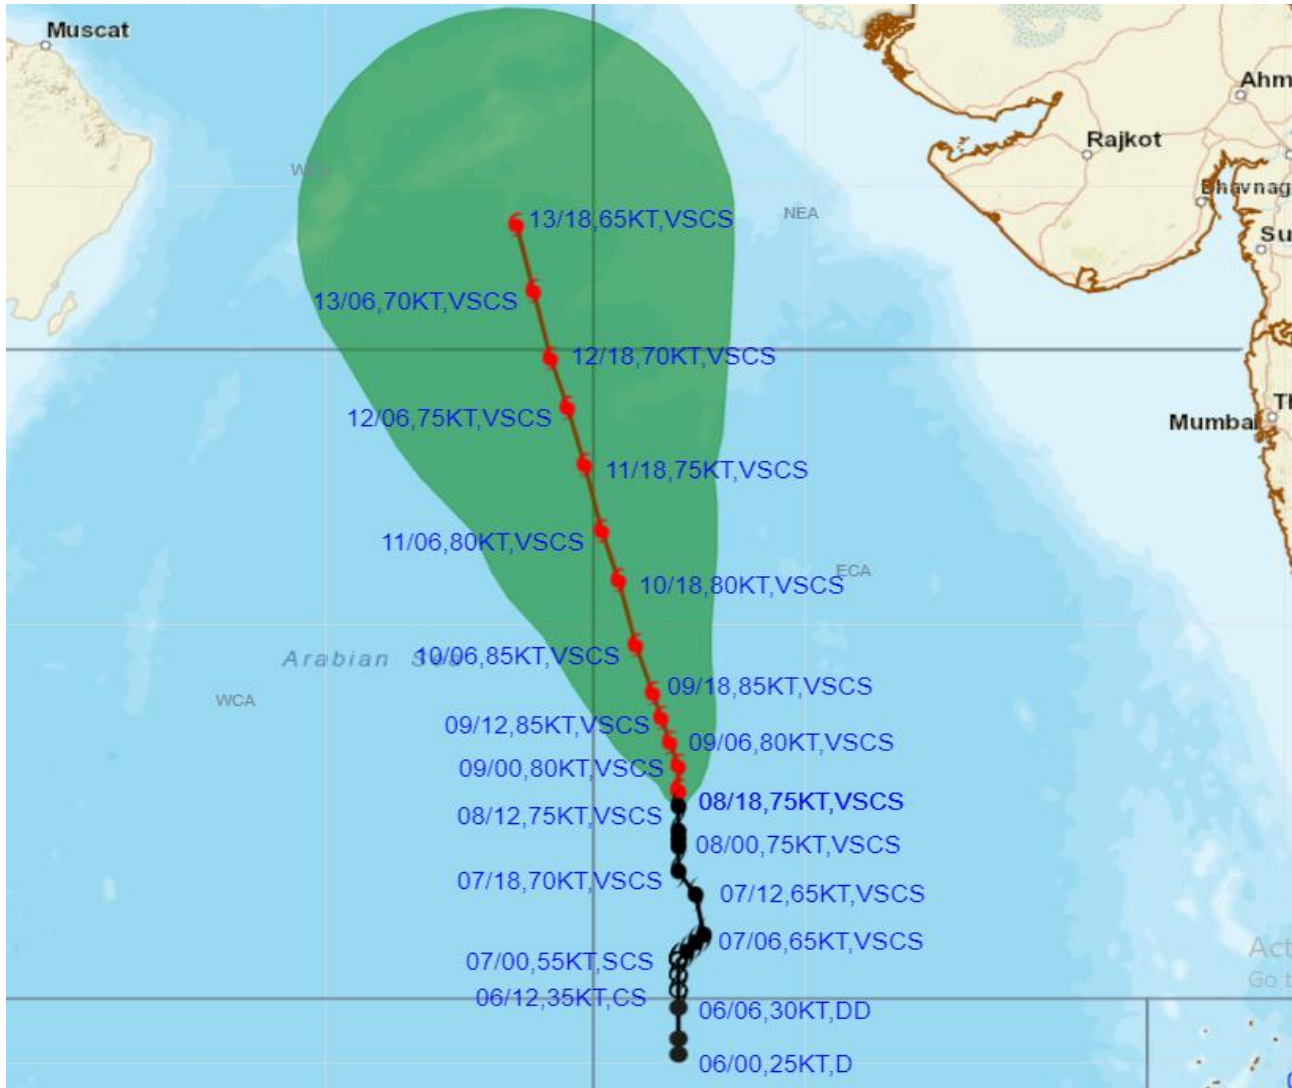 Muscat
Ahm
Rajkot
WCA
Bhavnag
13/18,65KT,VSCS
NEA
Su
13/06,70KT,VSCS
12/18,70KT,VSCS
Th
12/06,75KT,VSCS
Mumbai
11/18,75KT,VSCS
11/06,80KT,VSCS
ECA
10/18,80KT,VSCS
Arabian Sea
10/06,85KT,VSCS
09/18,85KT,VSCS
WCA
09/12,85KT,VSCS
09/06,80KT,VSCS
09/00,80KT,VSCS
08/18,75KT,VSCS
08/12,75KT,VSCS
08/00,75KT,VSCS
07/18,70KT,VSCS
07/12,65KT,VSCS
07/06,65KT,VSCS
Act
07/00,55KT,SCS
Go t
06/12,35KT,CS
06/06,30KT,DD
06/00,25KT,D